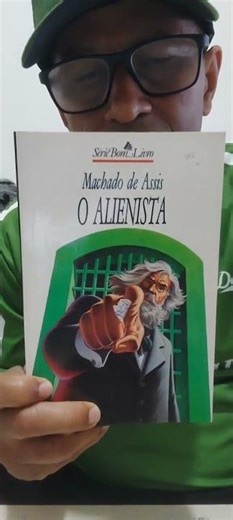 Série Bom Livro
Machado de Assis
O ALIENISTA